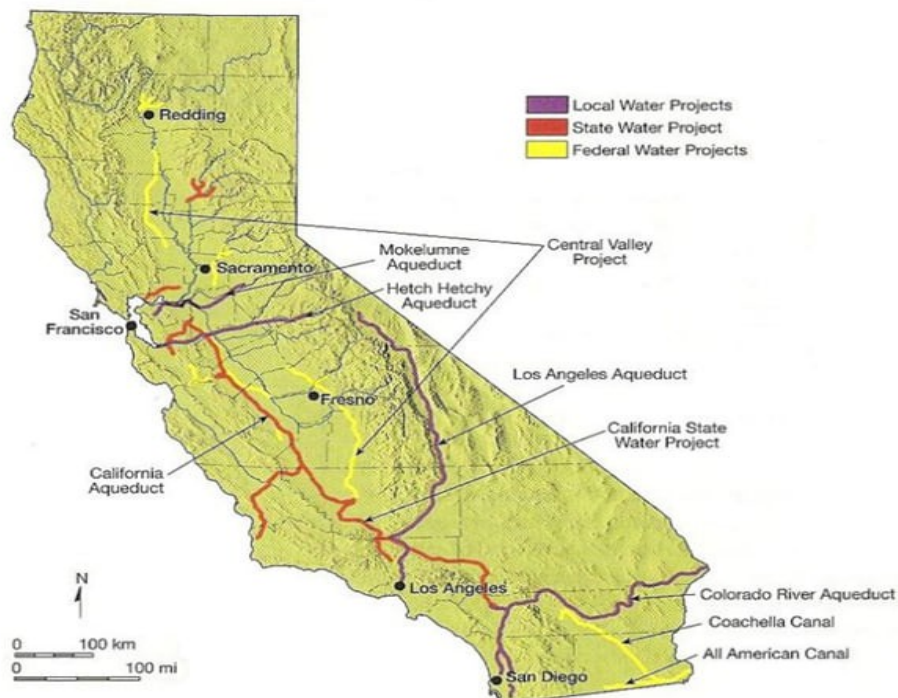 Redding
Local Water Projects
State Water Project
Federal Water Projects
Mokelumne
Aqueduct
Central Valley
Project
Sacramento
Hetch Hetchy
Aqueduct
San
Francisco
Los Angeles Aqueduct
Fresno
California State
Water Project
California
Aqueduct
N
Los Angeles
Colorado River Aqueduct
Coachella Canal
0 100 km
All American Canal
0 100 mi
San Diego